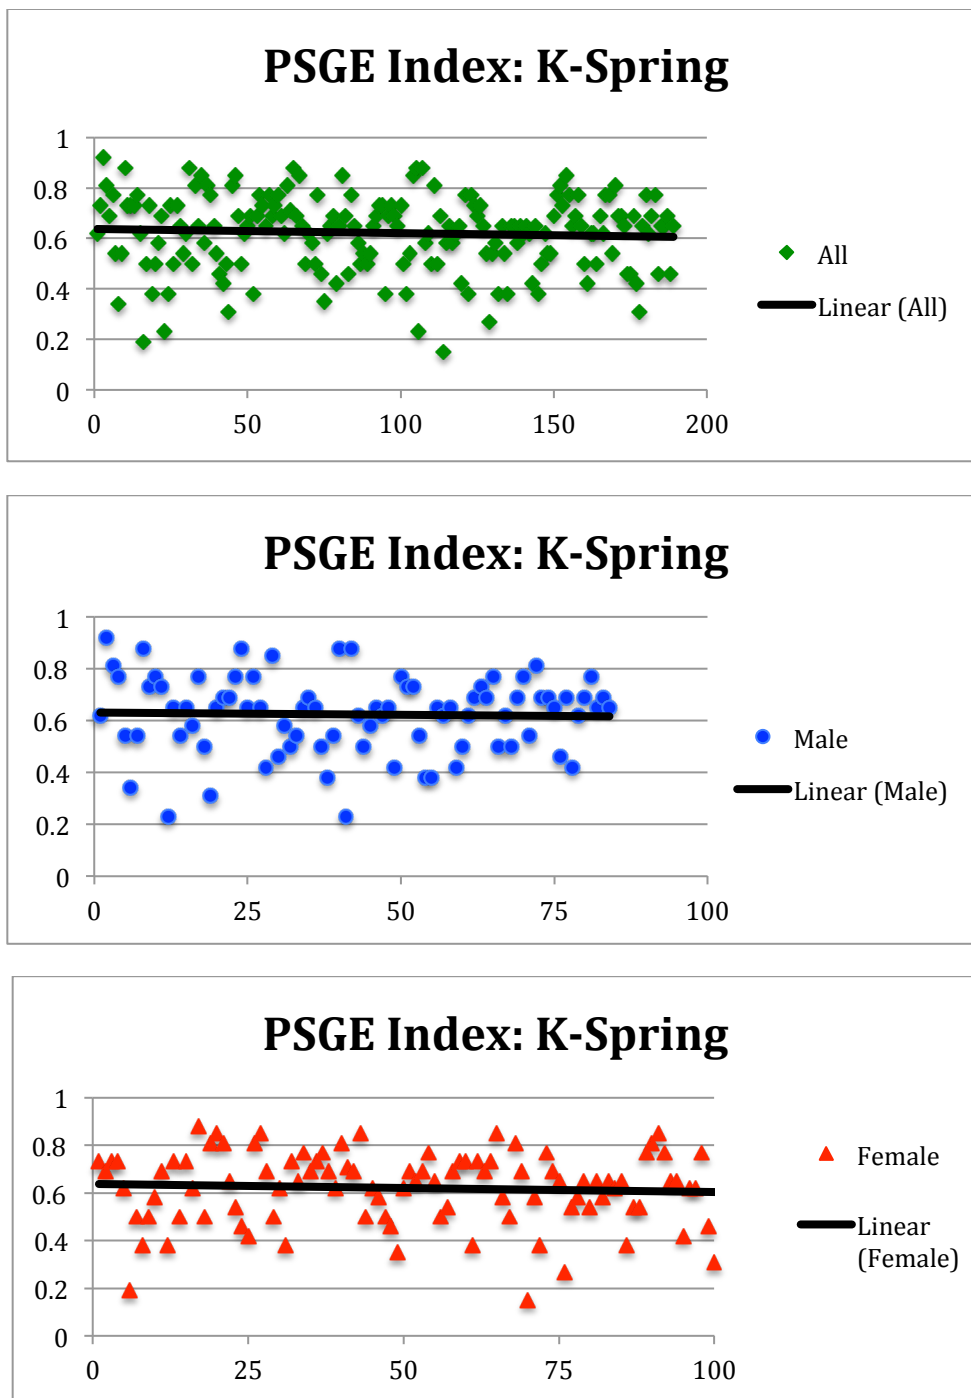 PSGE Index: K-Spring
1
0.8
0.6
0.4
0.2
0
0 50 100 150 200
All
Linear (All)
PSGE Index: K-Spring
1
0.8
0.6
0.4
0.2
0
0 25 50 75 100
Male
Linear (Male)
PSGE Index: K-Spring
1
0.8
0.6
0.4
0.2
0
0 25 50 75 100
Female
Linear
(Female)